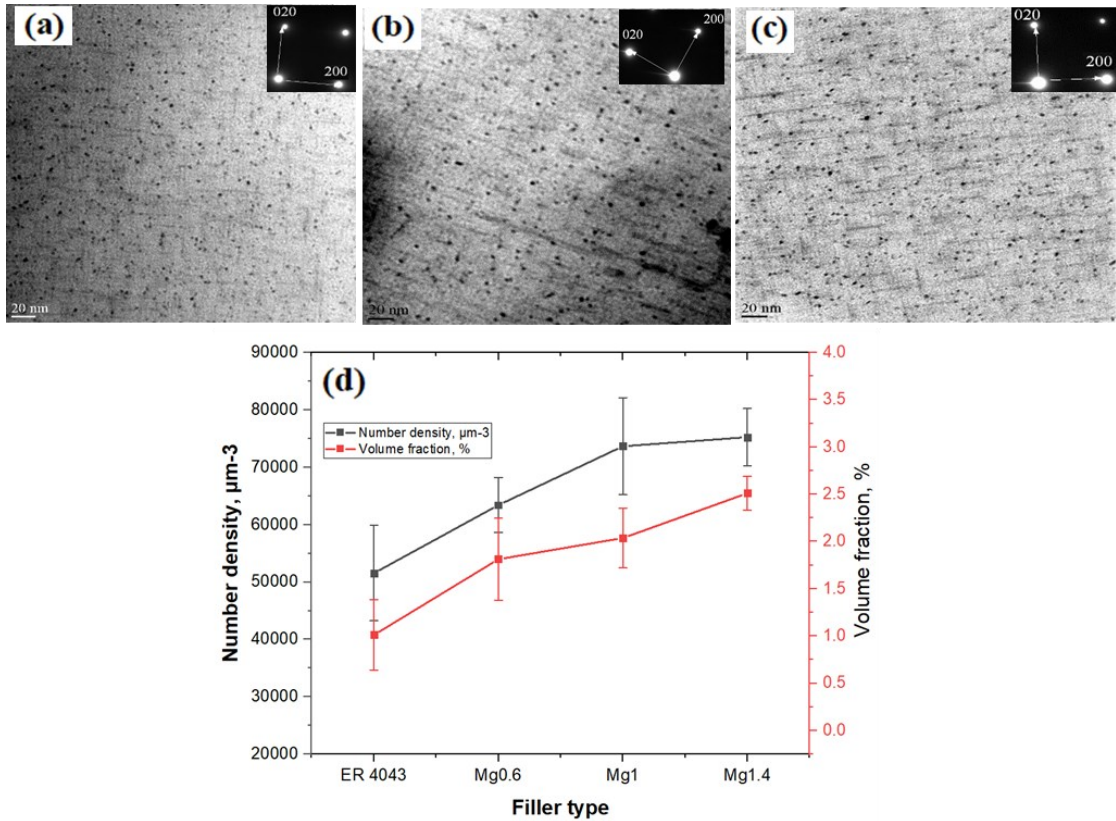 (a)
020
200
20 nm
(b)
020
200
20 nm
(c)
020
200
20 nm
(d)
Number density, µm-3
Volume fraction, %
90000
80000
70000
60000
50000
40000
30000
20000
Number density, µm-3
4.0
3.5
3.0
2.5
2.0
1.5
1.0
0.5
0.0
Volume fraction, %
ER 4043
Mg0.6
Mg1
Mg1.4
Filler type